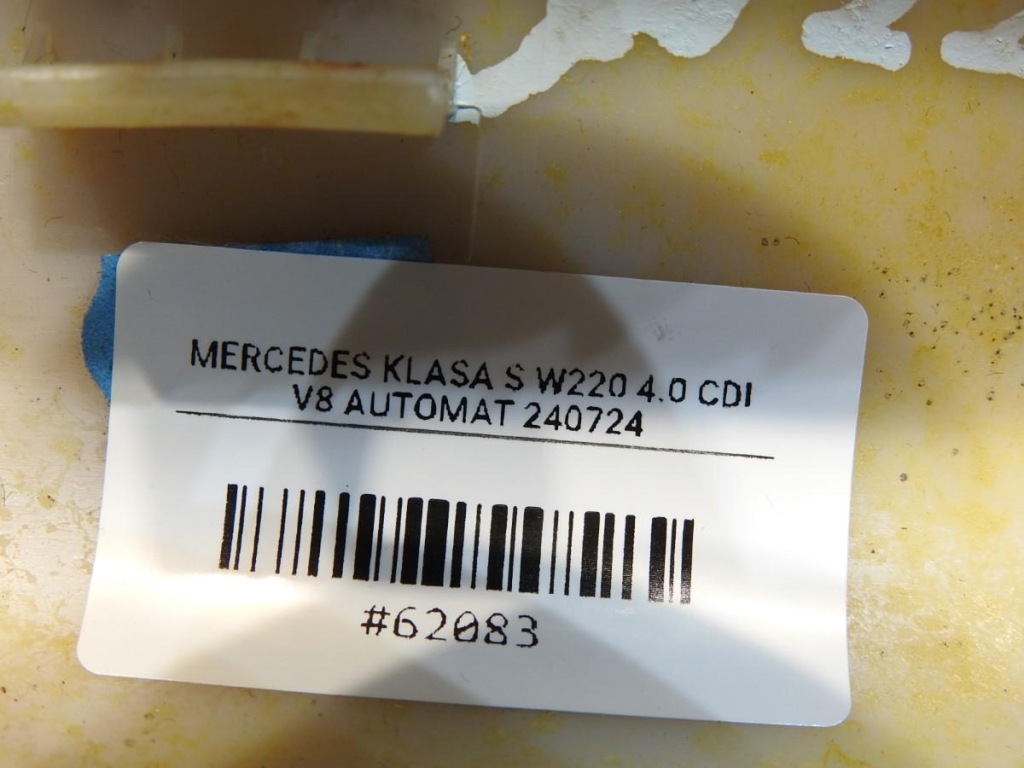 MERCEDES KLASA S W220 4.0 CDI
V8 AUTOMAT 240724
#62083